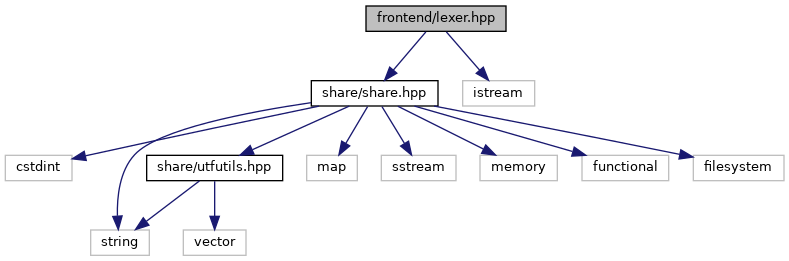 frontend/lexer.hpp
share/share.hpp
istream
cstdint
share/utfutils.hpp
map
sstream
memory
functional
filesystem
string
vector